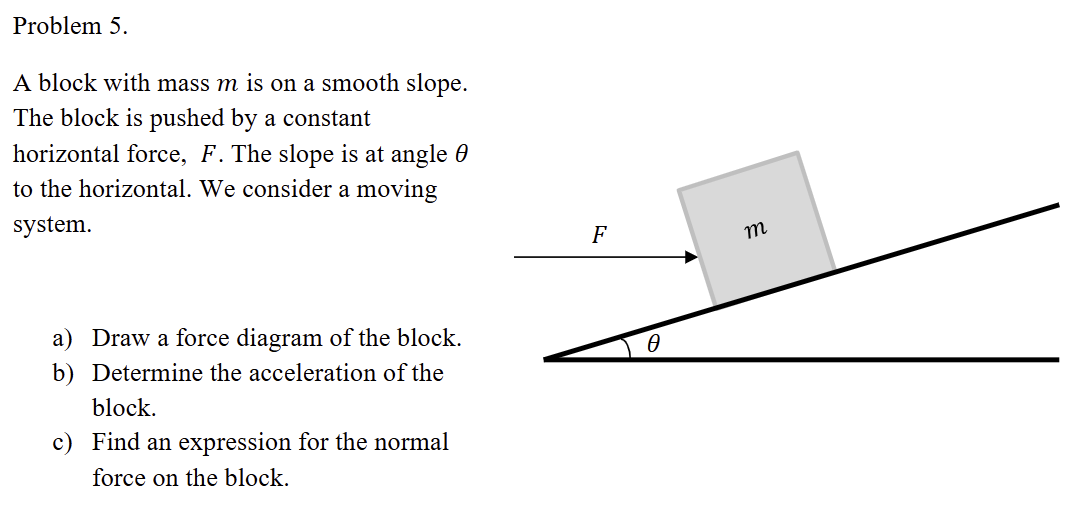 Problem 5.
A block with mass m is on a smooth slope.
The block is pushed by a constant
horizontal force, F. The slope is at angle θ
to the horizontal. We consider a moving
system.
F
m
θ
a) Draw a force diagram of the block.
b) Determine the acceleration of the
block.
c) Find an expression for the normal
force on the block.